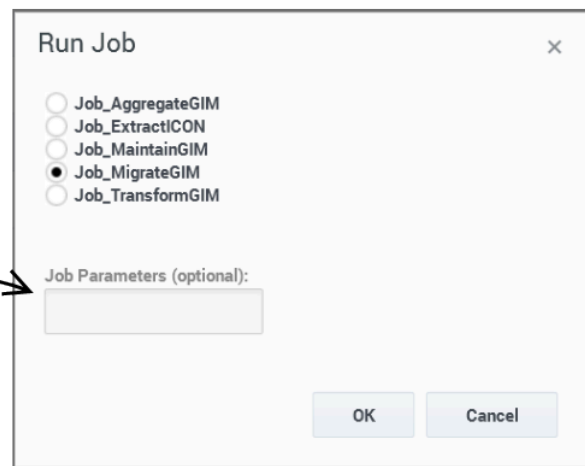 Run Job
Job_AggregateGIM
Job_ExtractICON
Job_MaintainGIM
Job_MigrateGIM
Job_TransformGIM
Job Parameters (optional):
OK Cancel